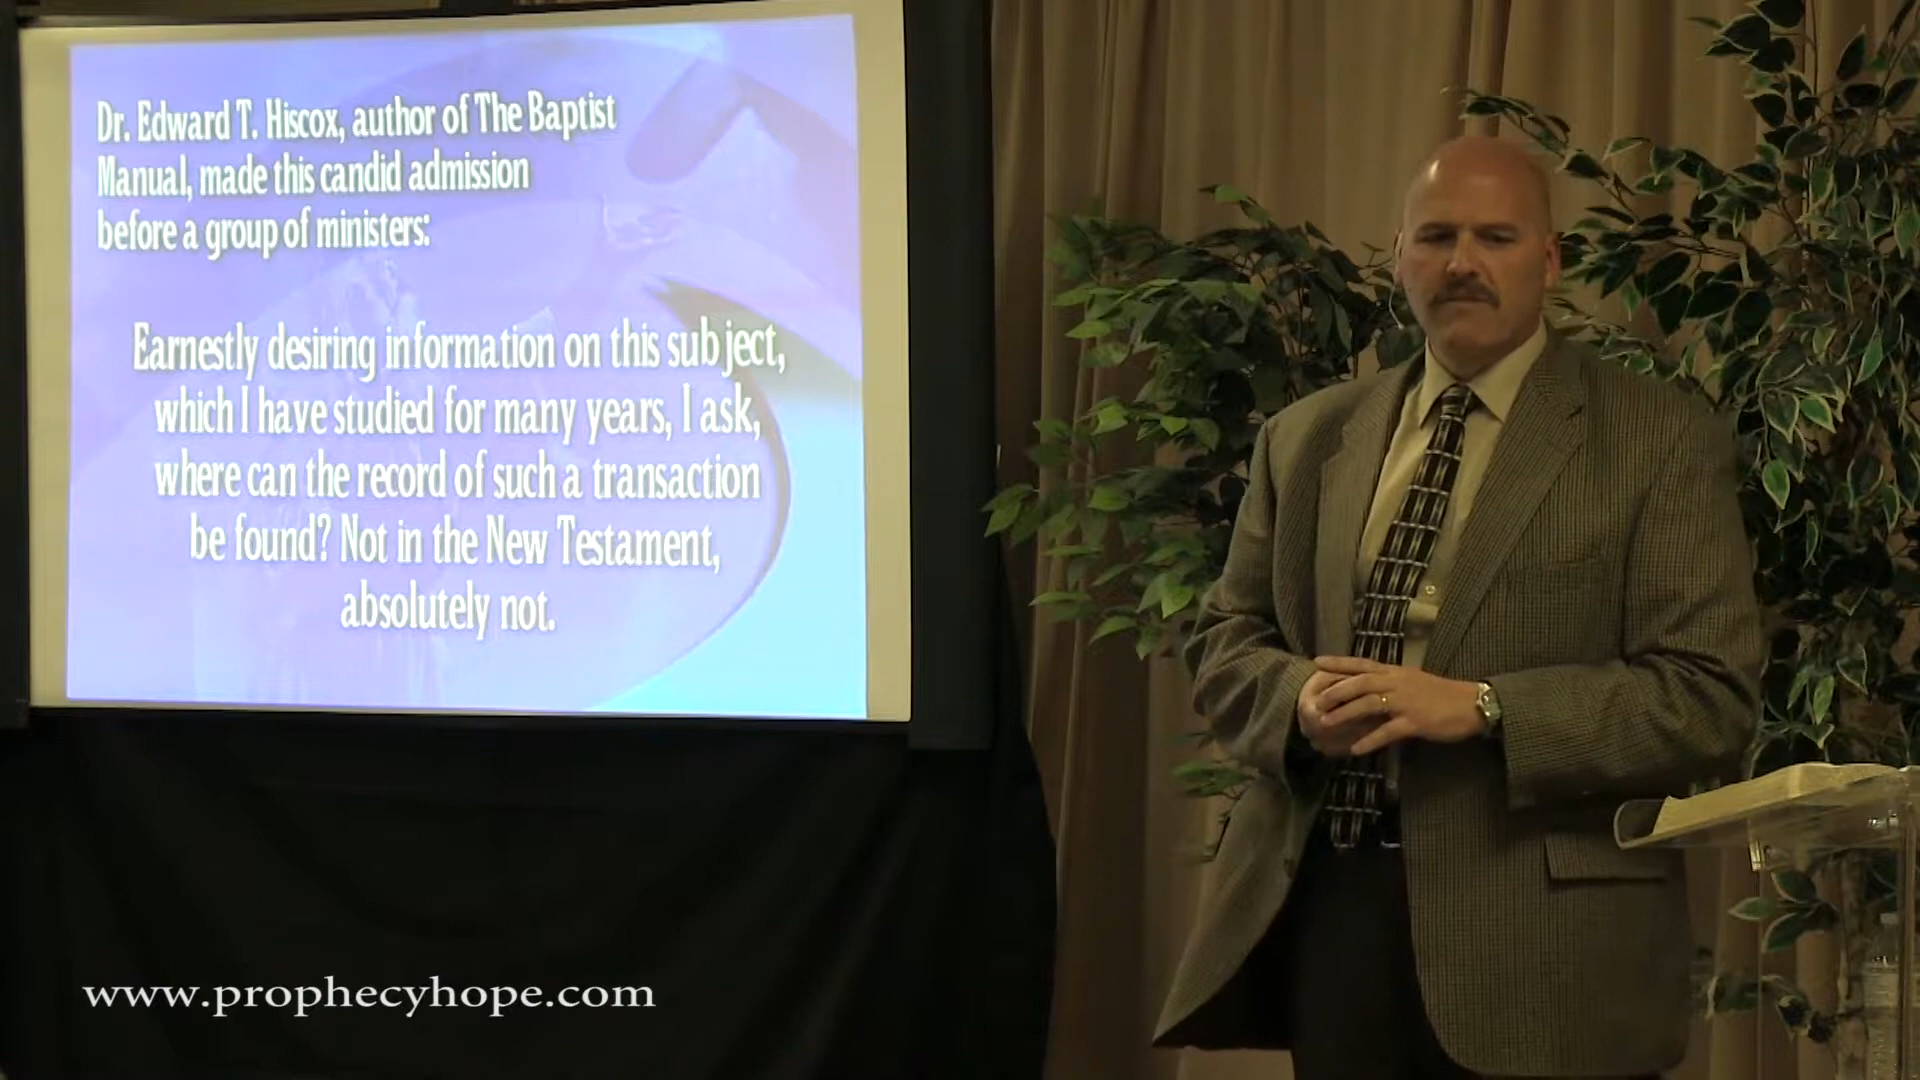 Dr. Edward T. Hiscox, author of The Baptist
Manual, made this candid admission
before a group of ministers:
Earnestly desiring information on this subject,
which I have studied for many years, I ask,
where can the record of such a transaction
be found? Not in the New Testament,
absolutely not.
www.prophecyhope.com